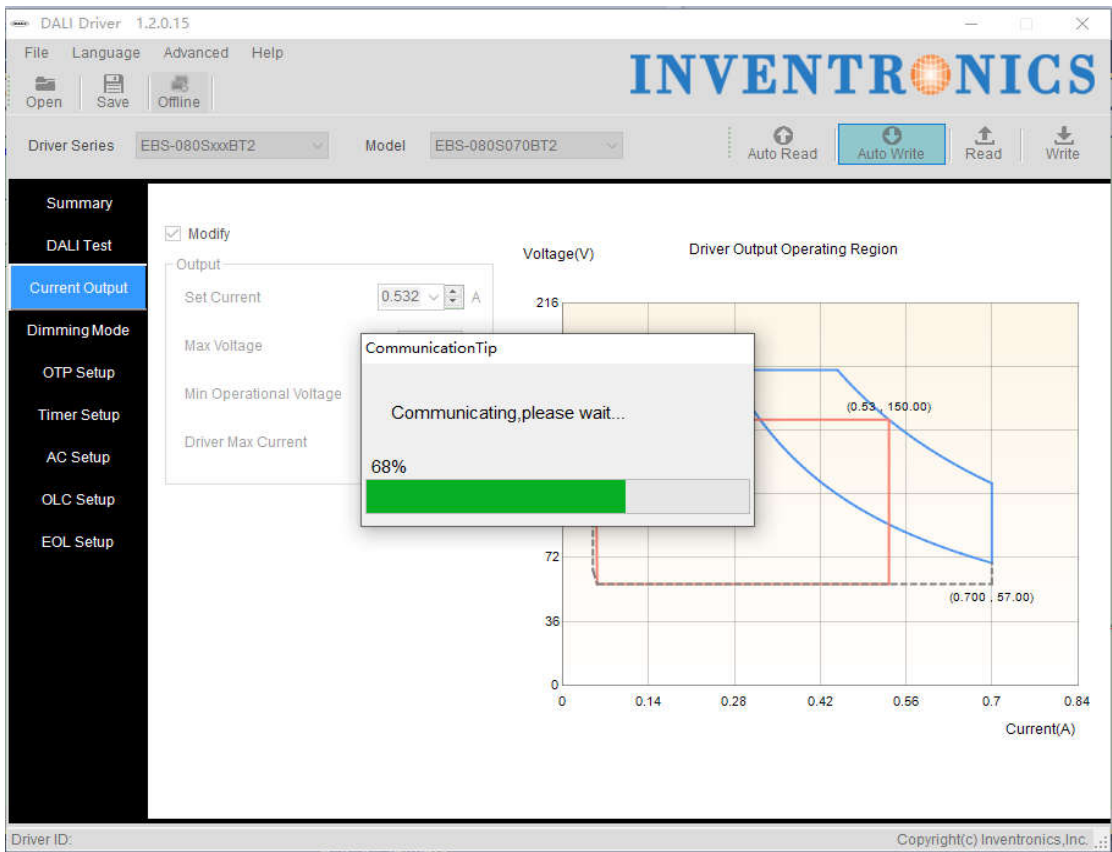 DALI Driver 1.2.0.15
File Language Advanced Help
INVENTRONICS
Open Save Offline
Driver Series EBS-080SxxxBT2 Model EBS-080S070BT2 Auto Read Auto Write Read Write
Summary
DALI Test
Current Output
Dimming Mode
OTP Setup
Timer Setup
AC Setup
OLC Setup
EOL Setup
Modify
Output
Set Current 0.532 A
Max Voltage
Min Operational Voltage
Driver Max Current
CommunicationTip
Communicating,please wait...
68%
Voltage(V) Driver Output Operating Region
216
(0.53 , 150.00)
72
(0.700 , 57.00)
36
0
0 0.14 0.28 0.42 0.56 0.7 0.84
Current(A)
Driver ID: Copyright(c) Inventronics,Inc.